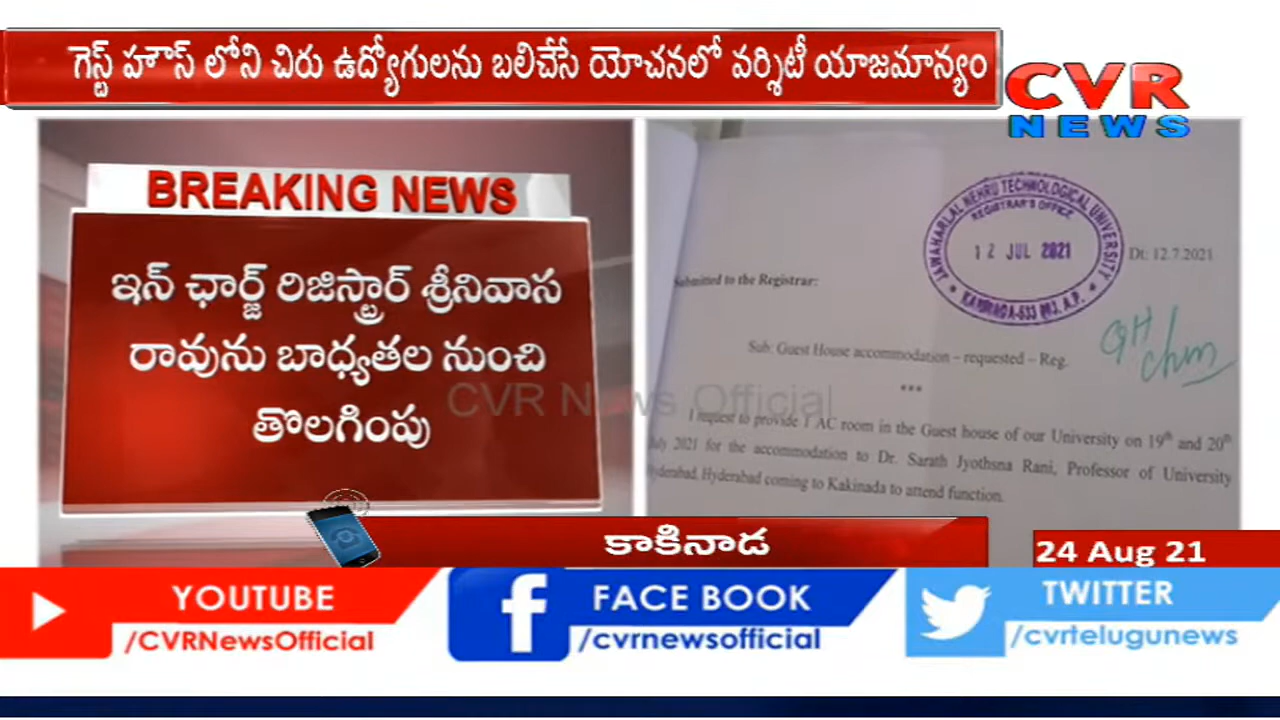 గెస్ట్ హౌస్ లోని చిరు ఉద్యోగులను బలిచేసే యోచనలో వర్శిటీ యాజమాన్యం
CVR
NEWS
BREAKING NEWS
ఇన్ ఛార్జ్ రిజిస్ట్రార్ శ్రీనివాస
రావును బాధ్యతల నుంచి
తొలగింపు
JAWAHARLAL NEHRU TECHNOLOGICAL UNIVERSITY
REGISTRAR'S OFFICE
12 JUL 2021
A.P.
Dt: 12.7.2021
Submitted to the Registrar:
GH
Sub: Guest House accommodation – requested – Reg.
***
I request to provide 1 AC room in the Guest house of our University on 19th and 20th
July 2021 for the accommodation to Dr. Sarath Jyothsna Rani, Professor of University
Hyderabad, Hyderabad coming to Kakinada to attend function.
CVR News Official
కాకినాడ
24 Aug 21
YOUTUBE
/CVRNewsOfficial
FACE BOOK
/cvrnewsofficial
TWITTER
/cvrtelugunews